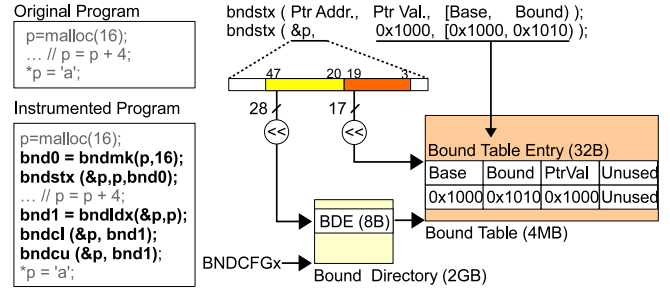 Original Program
p=malloc(16);
... // p = p + 4;
*p = 'a';
Instrumented Program
p=malloc(16);
bnd0 = bndmk(p,16);
bndstx (&p,p,bnd0);
... // p = p + 4;
bnd1 = bndldx(&p,p);
bndcl (&p, bnd1);
bndcu (&p, bnd1);
*p = 'a';
bndstx ( Ptr Addr., Ptr Val., [Base, Bound) );
bndstx ( &p, 0x1000, [0x1000, 0x1010) );
47 20 19 3
28 17
<< <<
Bound Table Entry (32B)
Base Bound PtrVal Unused
0x1000 0x1010 0x1000 Unused
Bound Table (4MB)
BDE (8B)
BNDCFGx
Bound Directory (2GB)